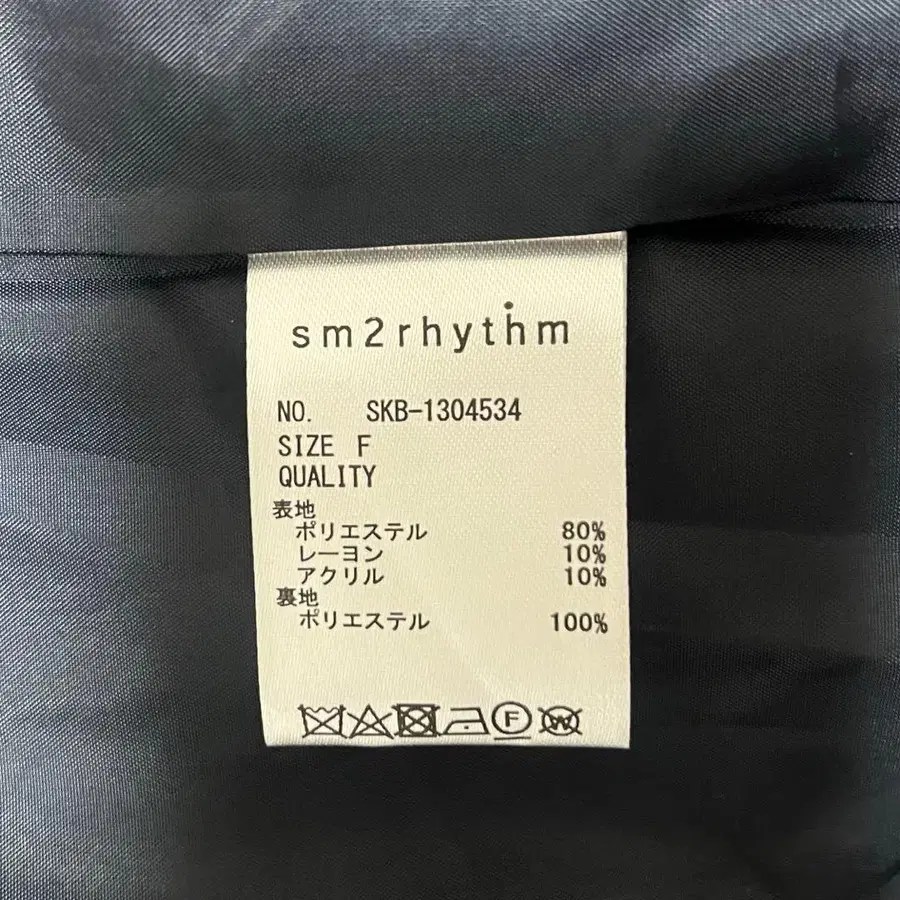 sm2rhythm
NO. SKB-1304534
SIZE F
QUALITY
表地
ポリエステル 80%
レーヨン 10%
アクリル 10%
裏地
ポリエステル 100%
F W